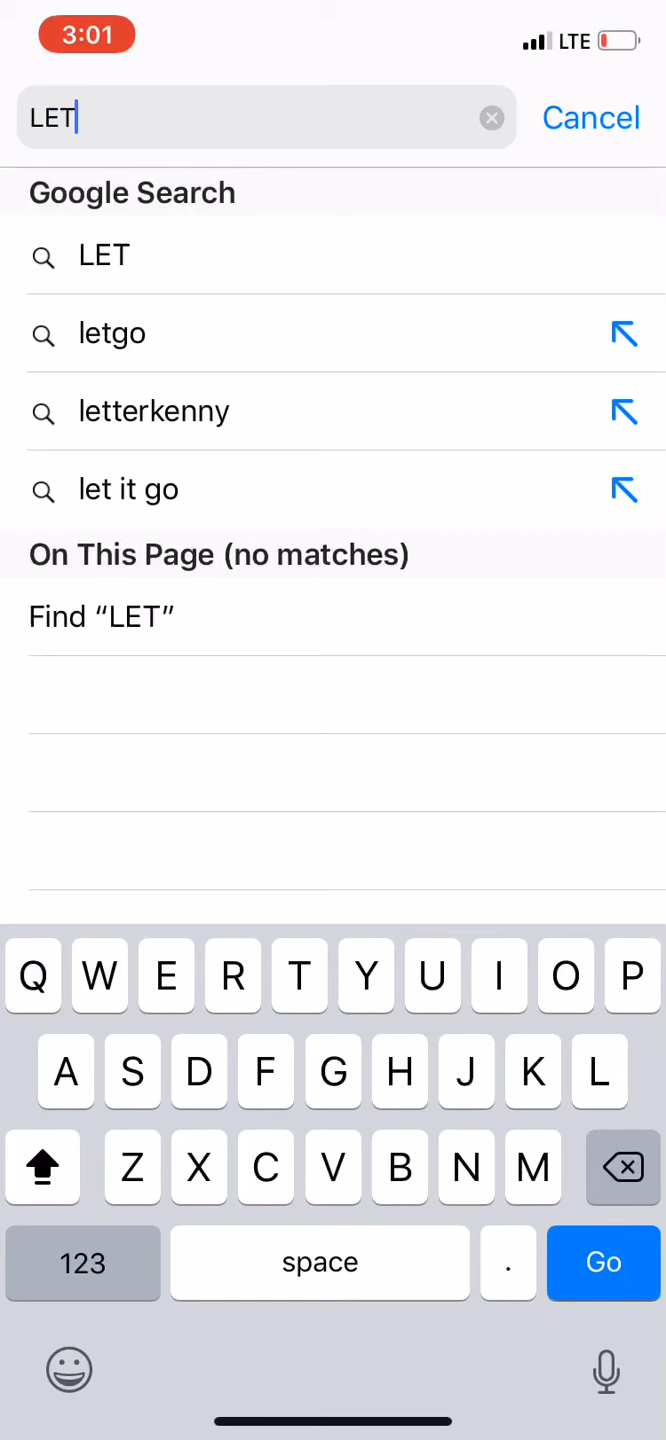 3:01
LTE
LET
Cancel
Google Search
LET
letgo
letterkenny
let it go
On This Page (no matches)
Find “LET”
Q W E R T Y U I O P
A S D F G H J K L
Z X C V B N M
123 space . Go